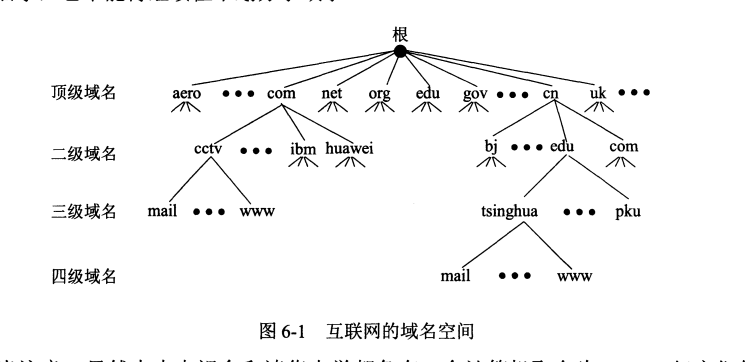 根
顶级域名 aero ••• com net org edu gov ••• cn uk •••
二级域名 cctv ••• ibm huawei bj ••• edu com
三级域名 mail ••• www tsinghua ••• pku
四级域名 mail ••• www
图 6-1 互联网的域名空间